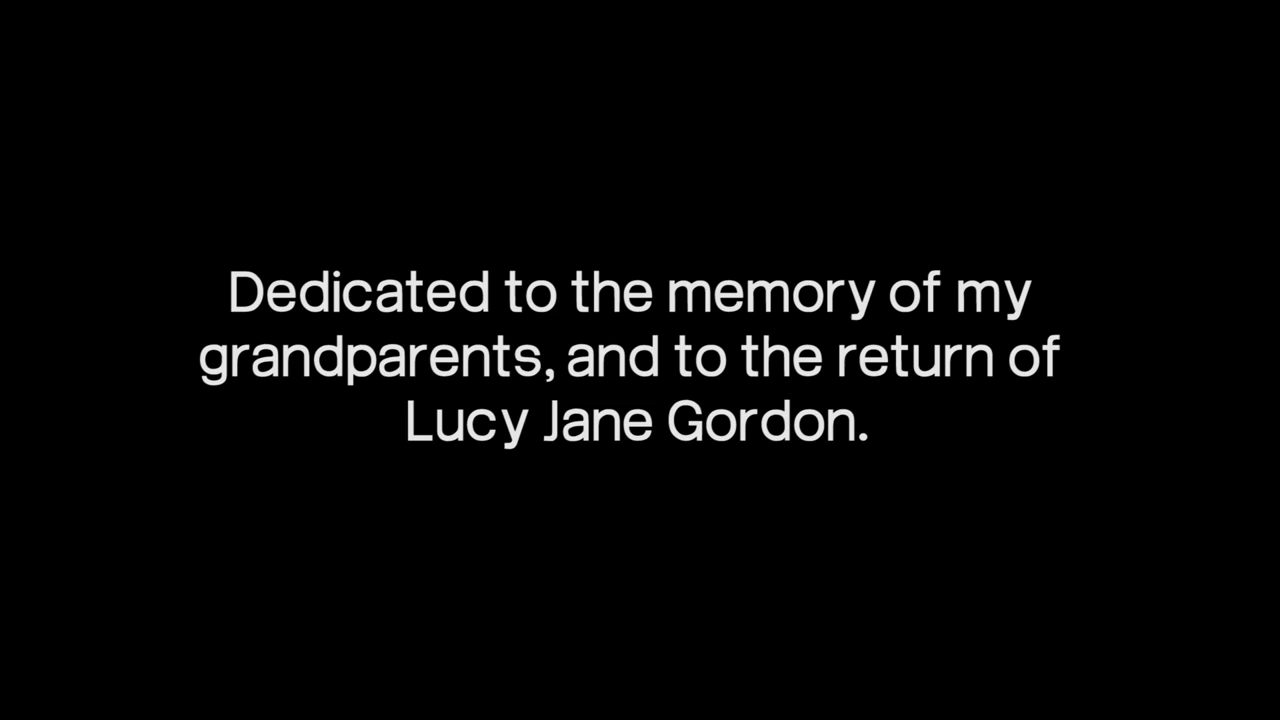 Dedicated to the memory of my
grandparents, and to the return of
Lucy Jane Gordon.